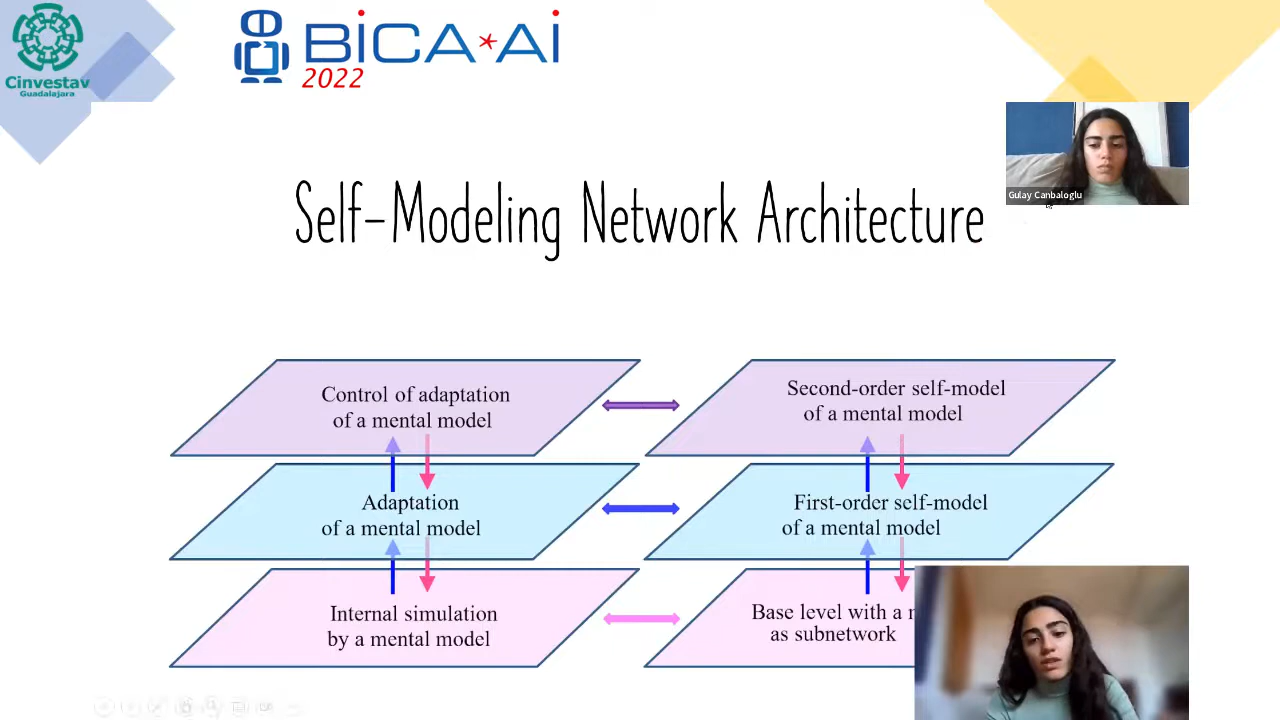 Cinvestav
Guadalajara
BiCA*Ai
2022
Gulay Canbaloglu
Self-Modeling Network Architecture
Control of adaptation
of a mental model
Second-order self-model
of a mental model
Adaptation
of a mental model
First-order self-model
of a mental model
Internal simulation
by a mental model
Base level with a
as subnetwork